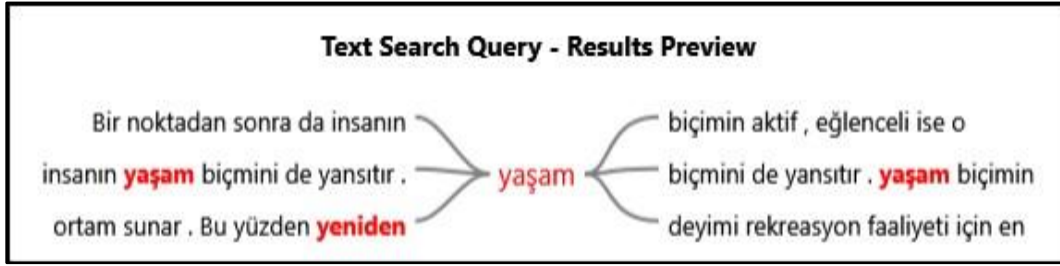 Text Search Query - Results Preview
Bir noktadan sonra da insanın
insanın yaşam biçmini de yansıtır .
ortam sunar . Bu yüzden yeniden
yaşam
biçimin aktif , eğlenceli ise o
biçmini de yansıtır . yaşam biçimin
deyimi rekreasyon faaliyeti için en